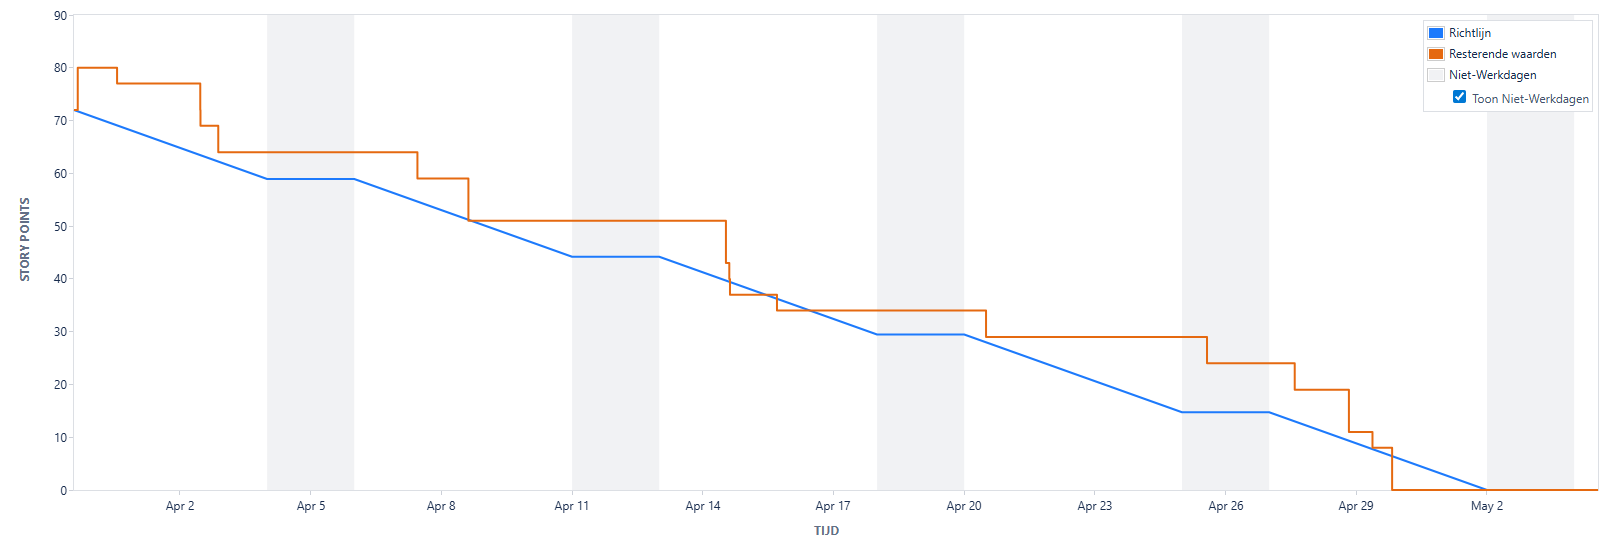 90
80
70
60
50
40
30
20
10
0
STORY POINTS
Richtlijn
Resterende waarden
Niet-Werkdagen
Toon Niet-Werkdagen
Apr 2 Apr 5 Apr 8 Apr 11 Apr 14 Apr 17 Apr 20 Apr 23 Apr 26 Apr 29 May 2
TIJD